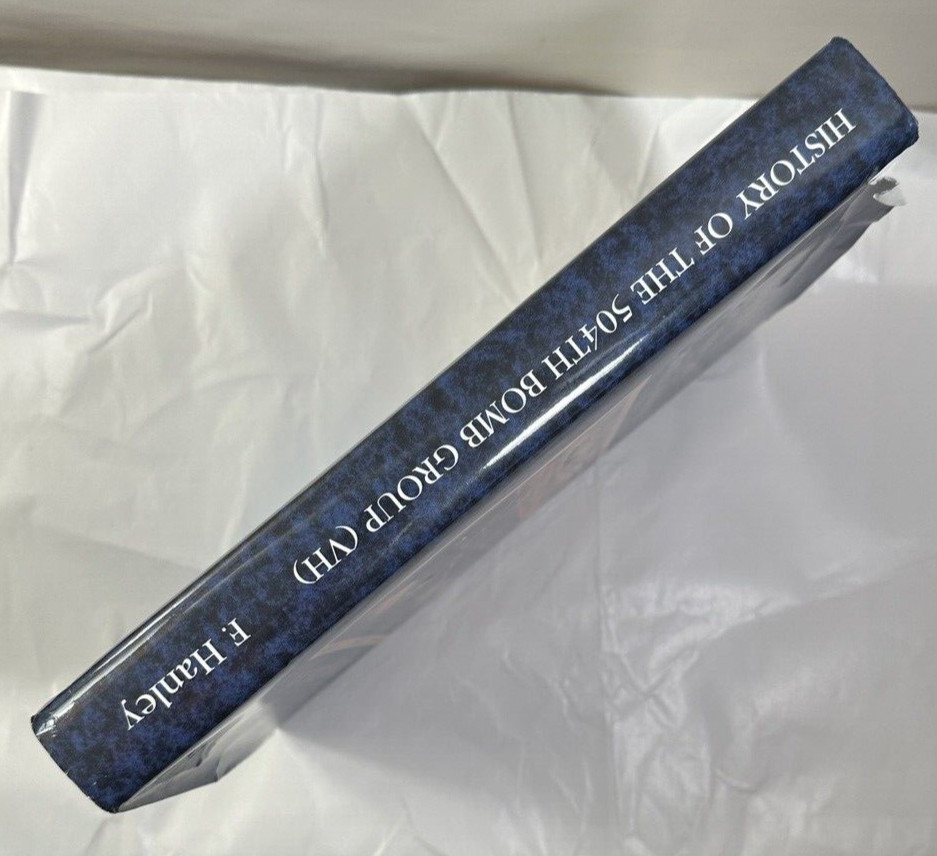 HISTORY OF THE 504TH BOMB GROUP (VH)
F. Hanley